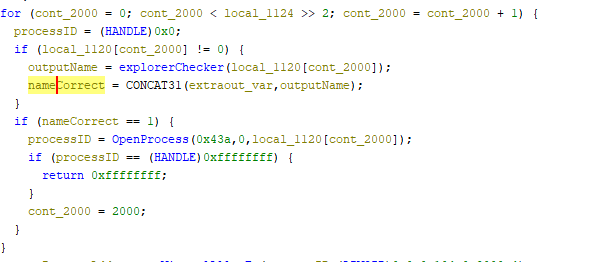 for (cont_2000 = 0; cont_2000 < local_1124 >> 2; cont_2000 = cont_2000 + 1) {
processID = (HANDLE)0x0;
if (local_1120[cont_2000] != 0) {
outputName = explorerChecker(local_1120[cont_2000]);
nameCorrect = CONCAT31(extraout_var,outputName);
}
if (nameCorrect == 1) {
processID = OpenProcess(0x43a,0,local_1120[cont_2000]);
if (processID == (HANDLE)0xffffffff) {
return 0xffffffff;
}
cont_2000 = 2000;
}
}